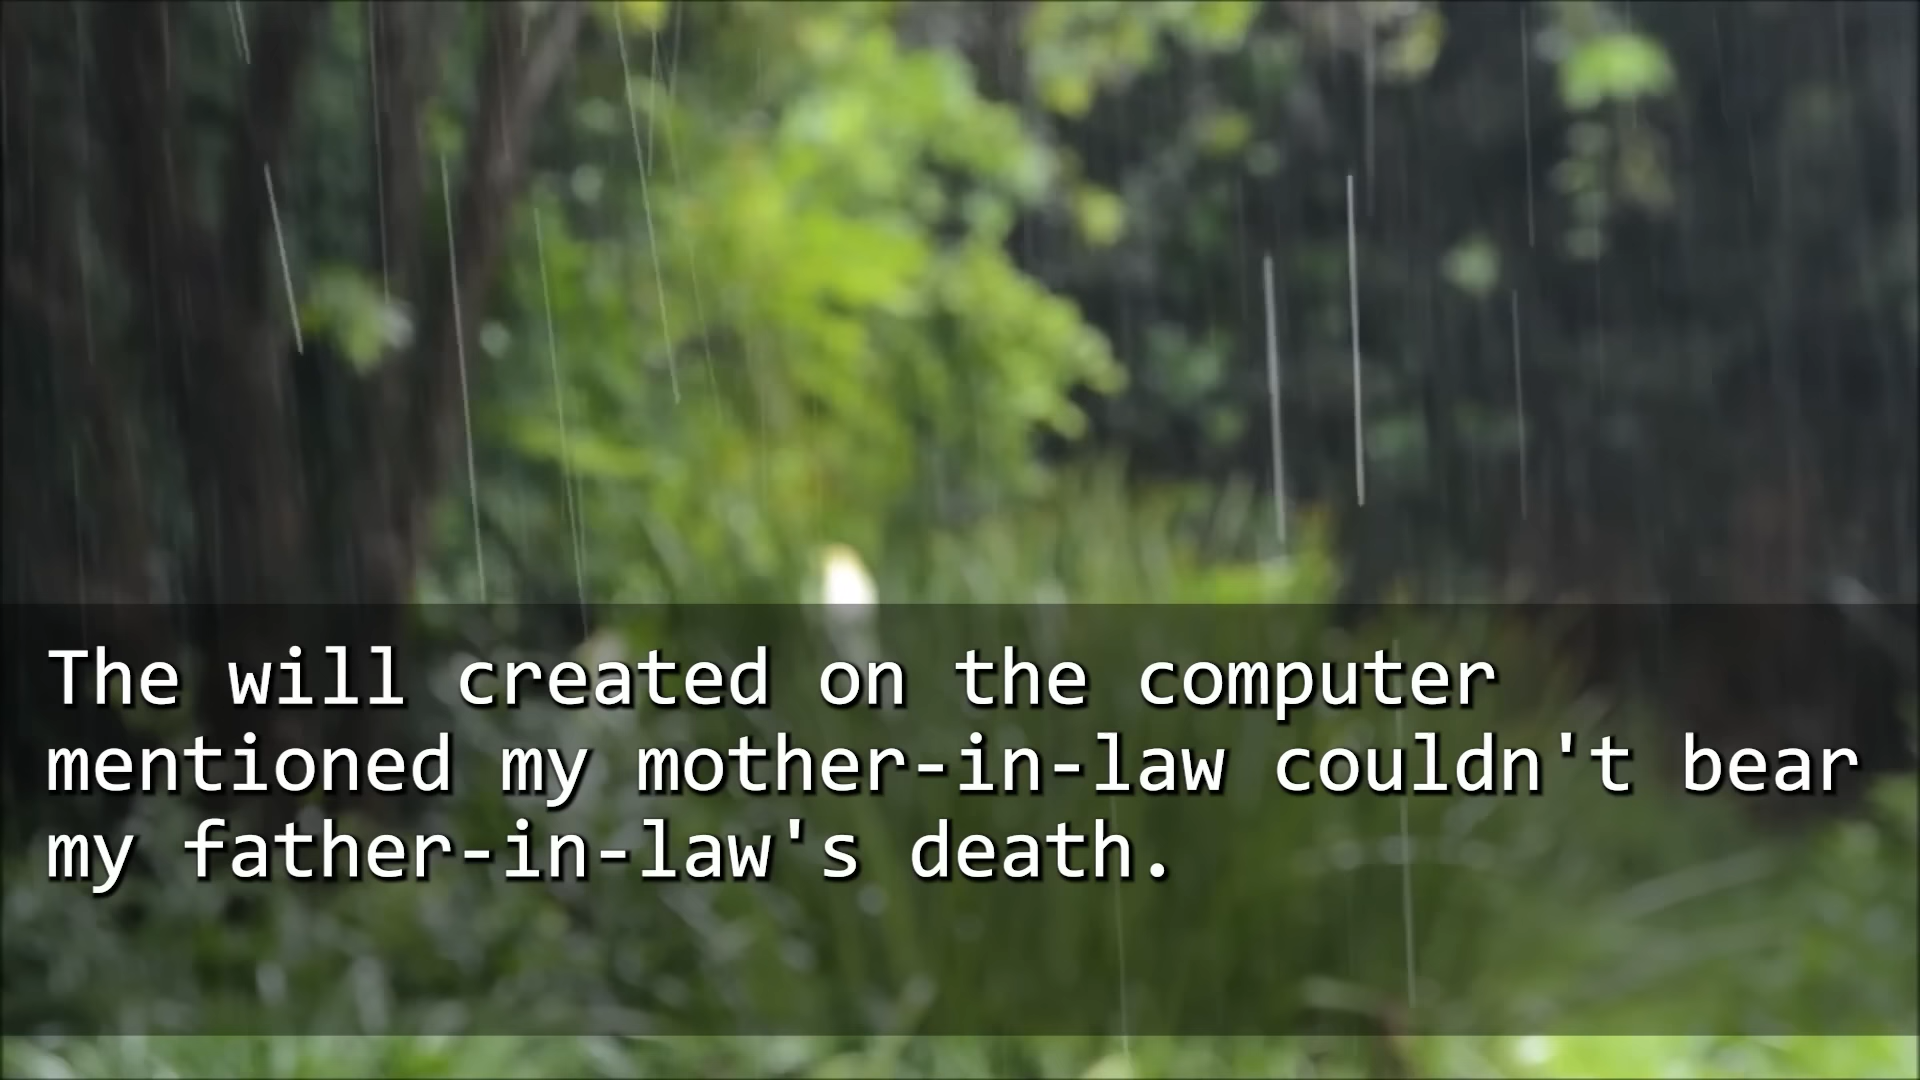 The will created on the computer
mentioned my mother-in-law couldn't bear
my father-in-law's death.